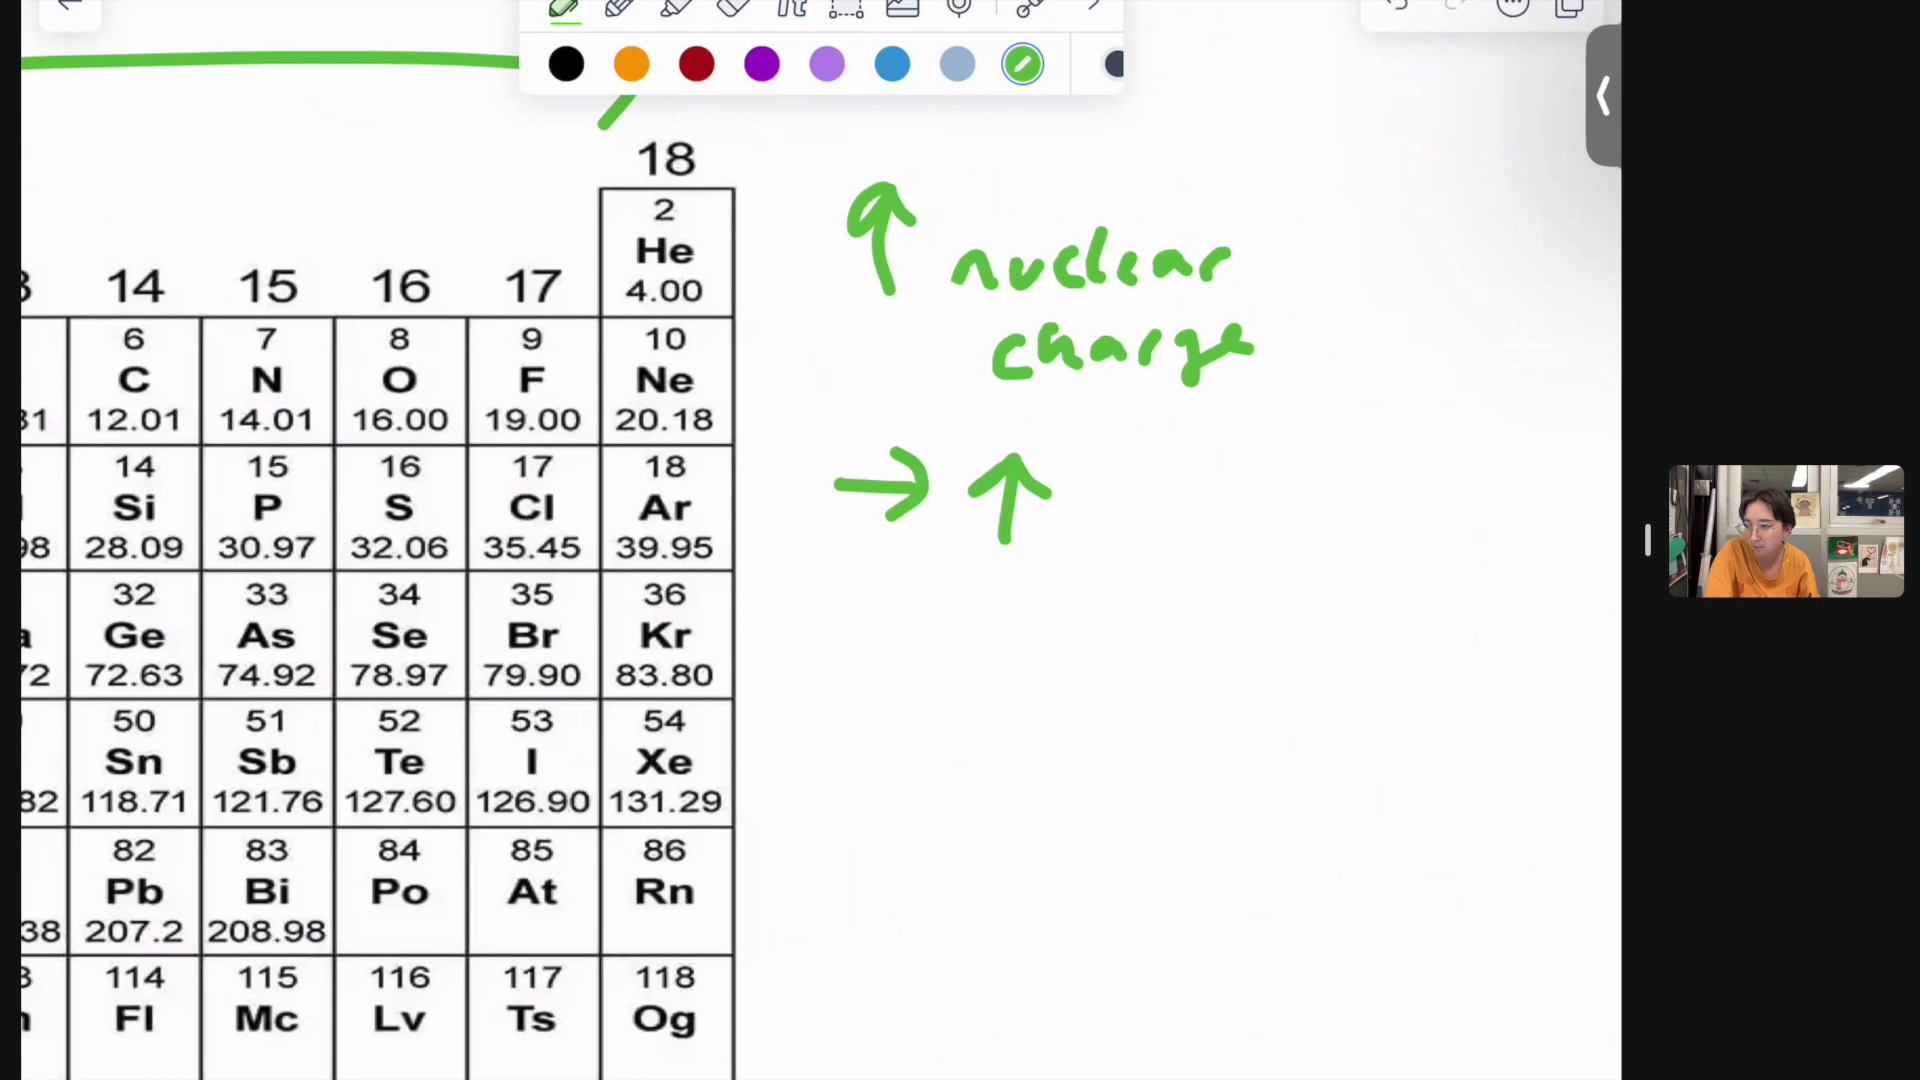 18
2
He
4.00
14 15 16 17
6 7 8 9 10
C N O F Ne
12.01 14.01 16.00 19.00 20.18
14 15 16 17 18
Si P S Cl Ar
28.09 30.97 32.06 35.45 39.95
32 33 34 35 36
Ge As Se Br Kr
72.63 74.92 78.97 79.90 83.80
50 51 52 53 54
Sn Sb Te I Xe
118.71 121.76 127.60 126.90 131.29
82 83 84 85 86
Pb Bi Po At Rn
207.2 208.98
114 115 116 117 118
Fl Mc Lv Ts Og
↑ nuclear
charge
→ ↑